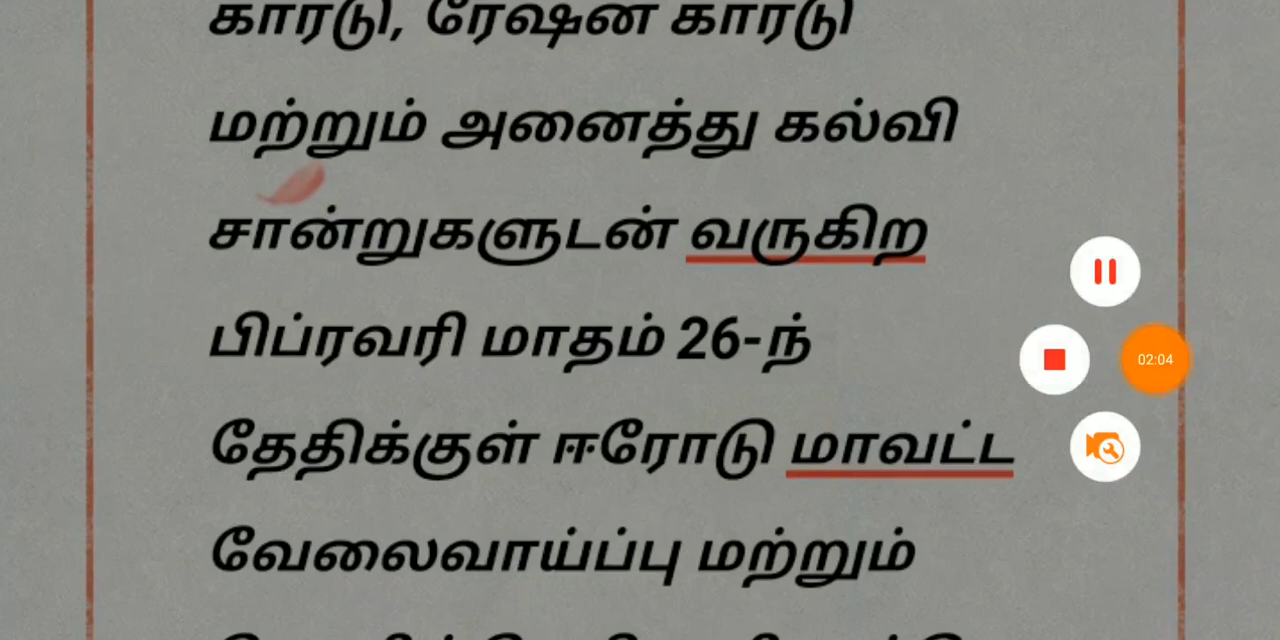 கார்டு, ரேஷன் கார்டு
மற்றும் அனைத்து கல்வி
சான்றுகளுடன் வருகிற
பிப்ரவரி மாதம் 26-ந்
தேதிக்குள் ஈரோடு மாவட்ட
வேலைவாய்ப்பு மற்றும்
02:04